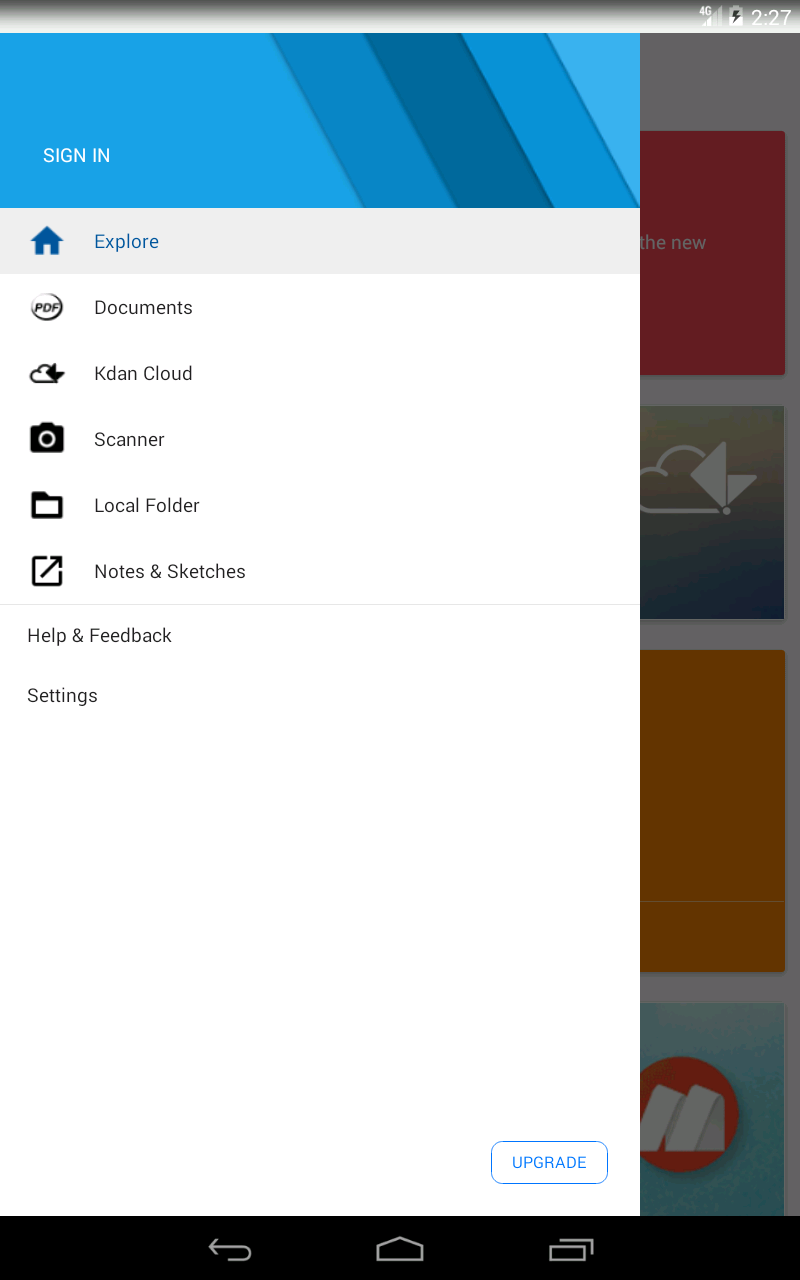 4G 2:27
SIGN IN
Explore
the new
PDF Documents
Kdan Cloud
Scanner
Local Folder
Notes & Sketches
Help & Feedback
Settings
UPGRADE